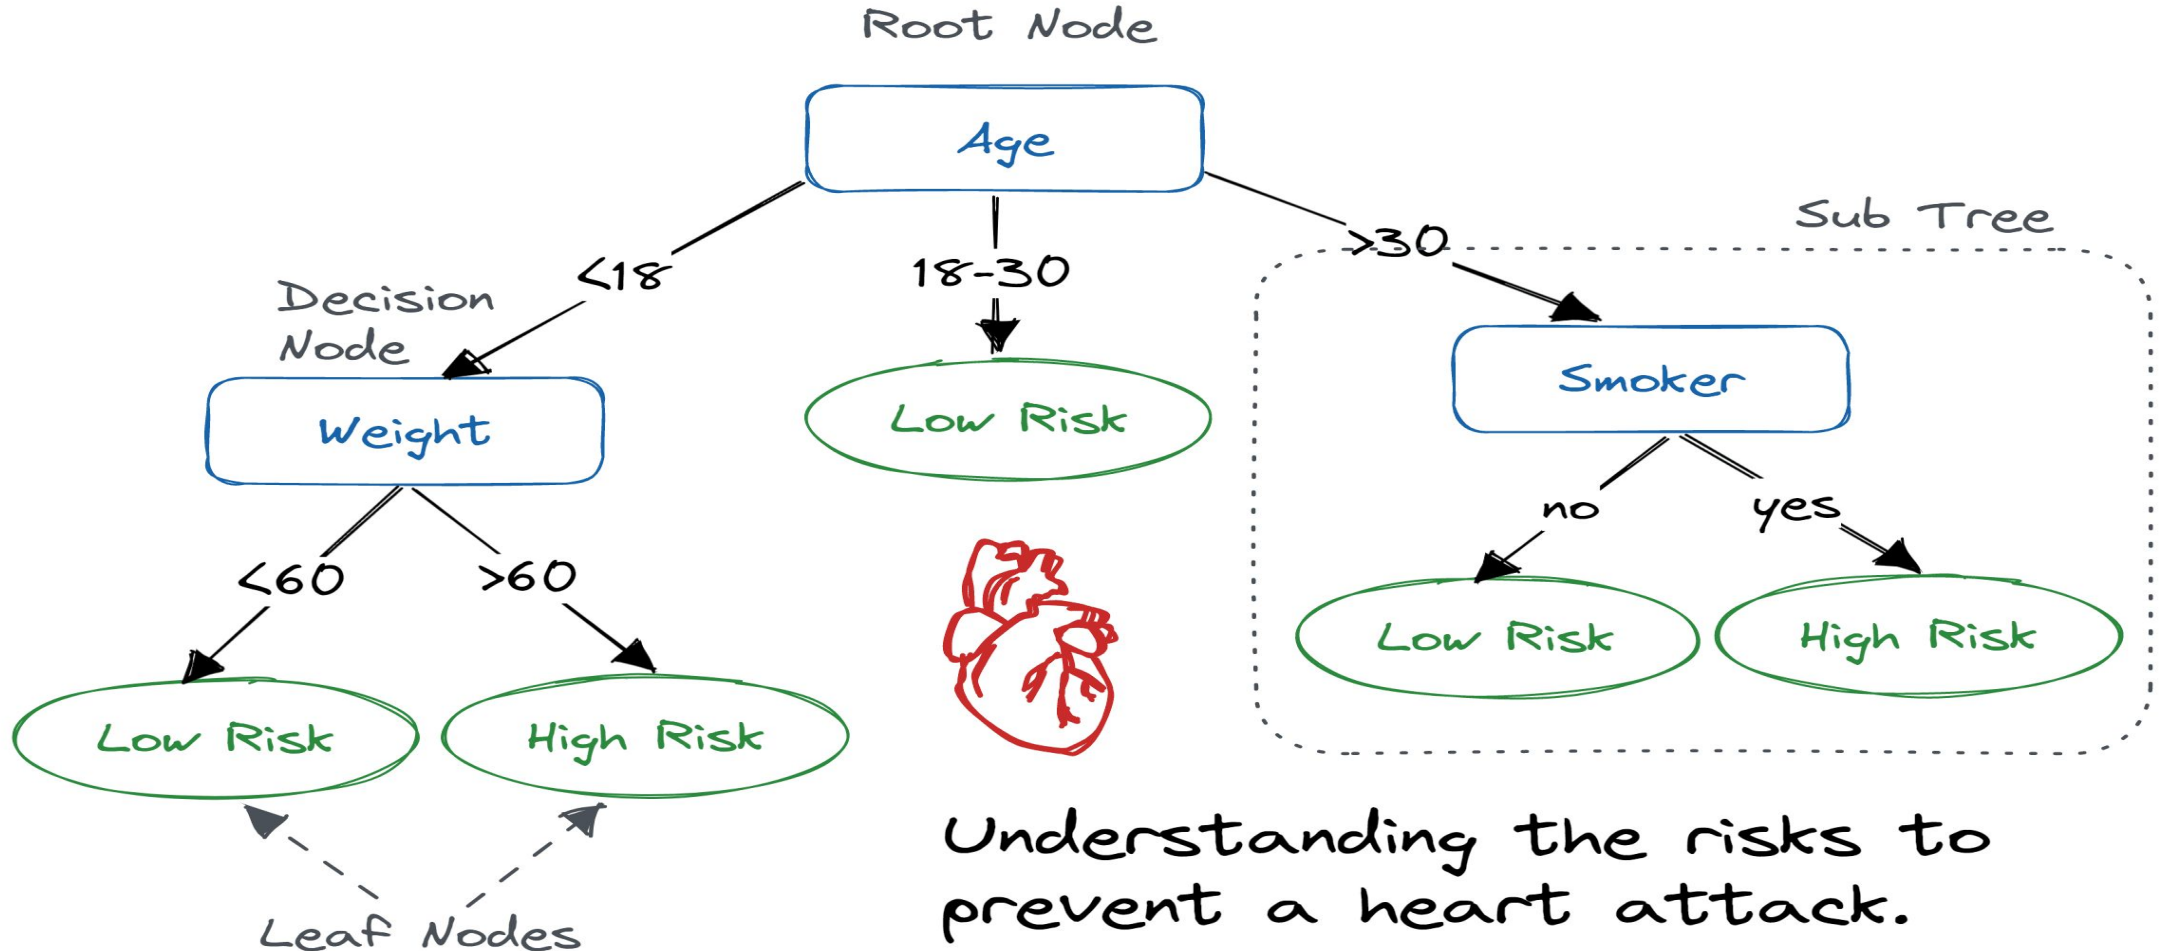 Root Node
Age
<18
18-30
>30
Sub Tree
Decision
Node
Weight
Low Risk
Smoker
<60
>60
no
yes
Low Risk
High Risk
Low Risk
High Risk
Leaf Nodes
Understanding the risks to
prevent a heart attack.